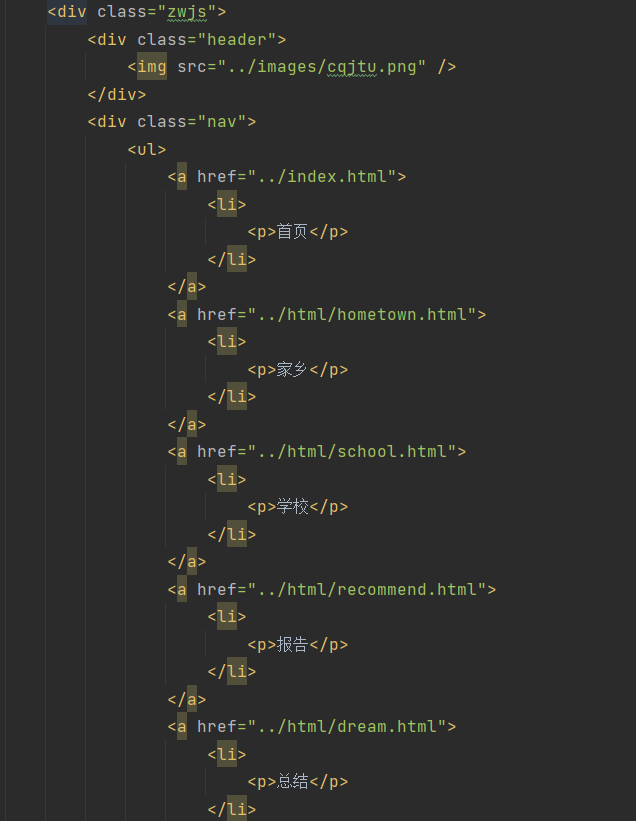 <div class="zwjs">
<div class="header">
<img src="../images/cqjtu.png" />
</div>
<div class="nav">
<ul>
<a href="../index.html">
<li>
<p>首页</p>
</li>
</a>
<a href="../html/hometown.html">
<li>
<p>家乡</p>
</li>
</a>
<a href="../html/school.html">
<li>
<p>学校</p>
</li>
</a>
<a href="../html/recommend.html">
<li>
<p>报告</p>
</li>
</a>
<a href="../html/dream.html">
<li>
<p>总结</p>
</li>